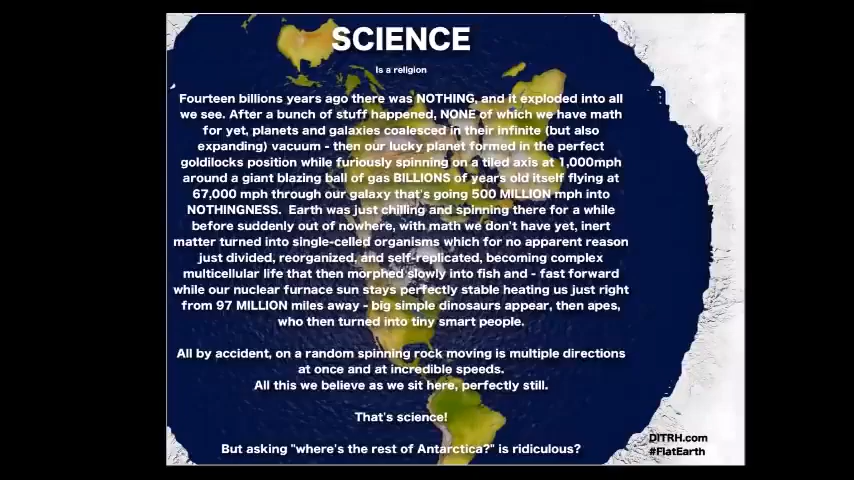 SCIENCE
Is a religion
Fourteen billions years ago there was NOTHING, and it exploded into all
we see. After a bunch of stuff happened, NONE of which we have math
for yet, planets and galaxies coalesced in their infinite (but also
expanding) vacuum - then our lucky planet formed in the perfect
goldilocks position while furiously spinning on a tiled axis at 1,000mph
around a giant blazing ball of gas BILLIONS of years old itself flying at
67,000 mph through our galaxy that's going 500 MILLION mph into
NOTHINGNESS. Earth was just chilling and spinning there for a while
before suddenly out of nowhere, with math we don't have yet, inert
matter turned into single-celled organisms which for no apparent reason
just divided, reorganized, and self-replicated, becoming complex
multicellular life that then morphed slowly into fish and - fast forward
while our nuclear furnace sun stays perfectly stable heating us just right
from 97 MILLION miles away - big simple dinosaurs appear, then apes,
who then turned into tiny smart people.
All by accident, on a random spinning rock moving is multiple directions
at once and at incredible speeds.
All this we believe as we sit here, perfectly still.
That's science!
But asking "where's the rest of Antarctica?" is ridiculous?
DITRH.com
#FlatEarth